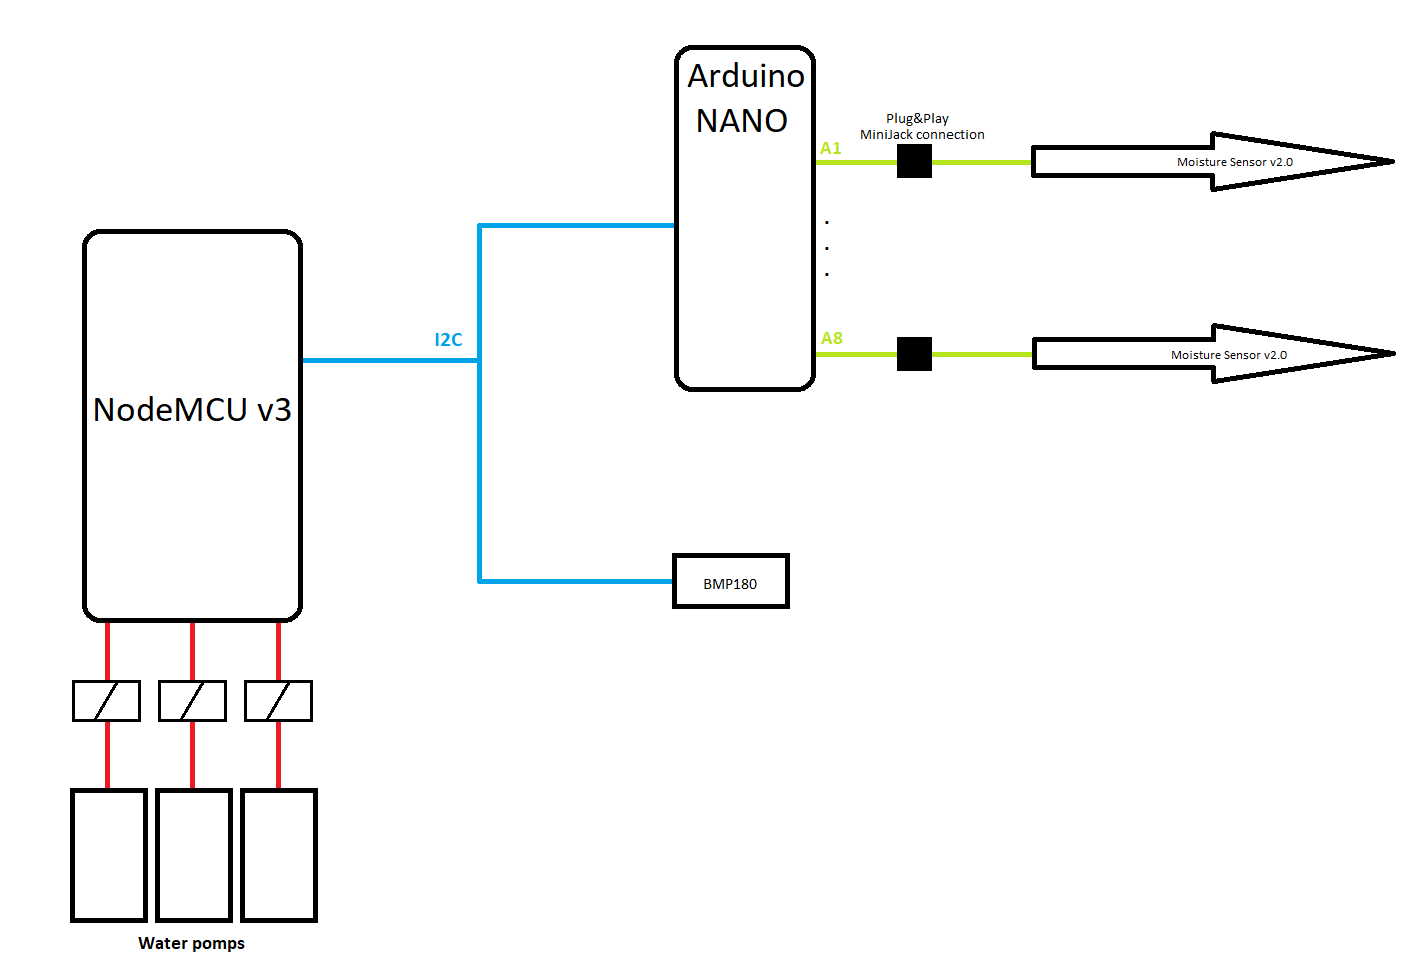 Arduino
NANO
Plug&Play
MiniJack connection
A1
Moisture Sensor v2.0
I2C
A8
Moisture Sensor v2.0
NodeMCU v3
BMP180
Water pomps